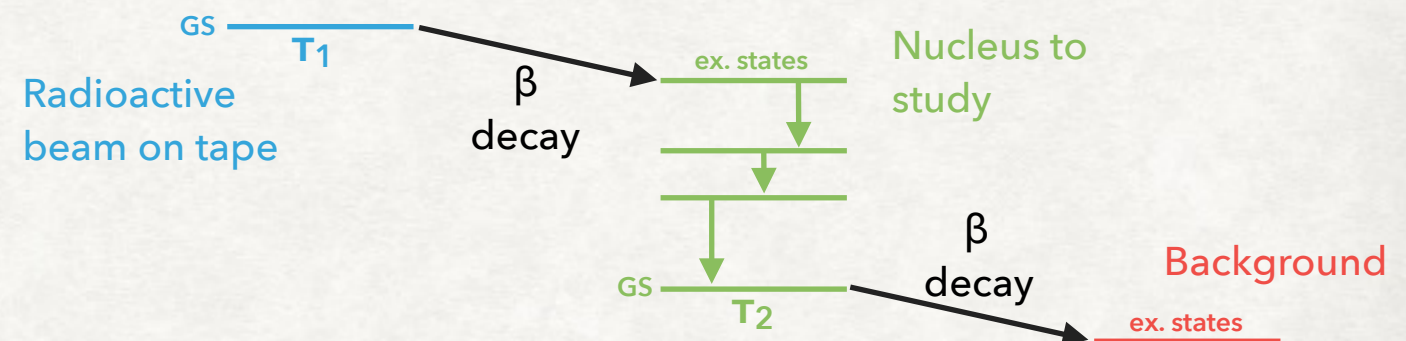 GS
T1
Radioactive
beam on tape
β
decay
ex. states
Nucleus to
study
GS
T2
β
decay
Background
ex. states